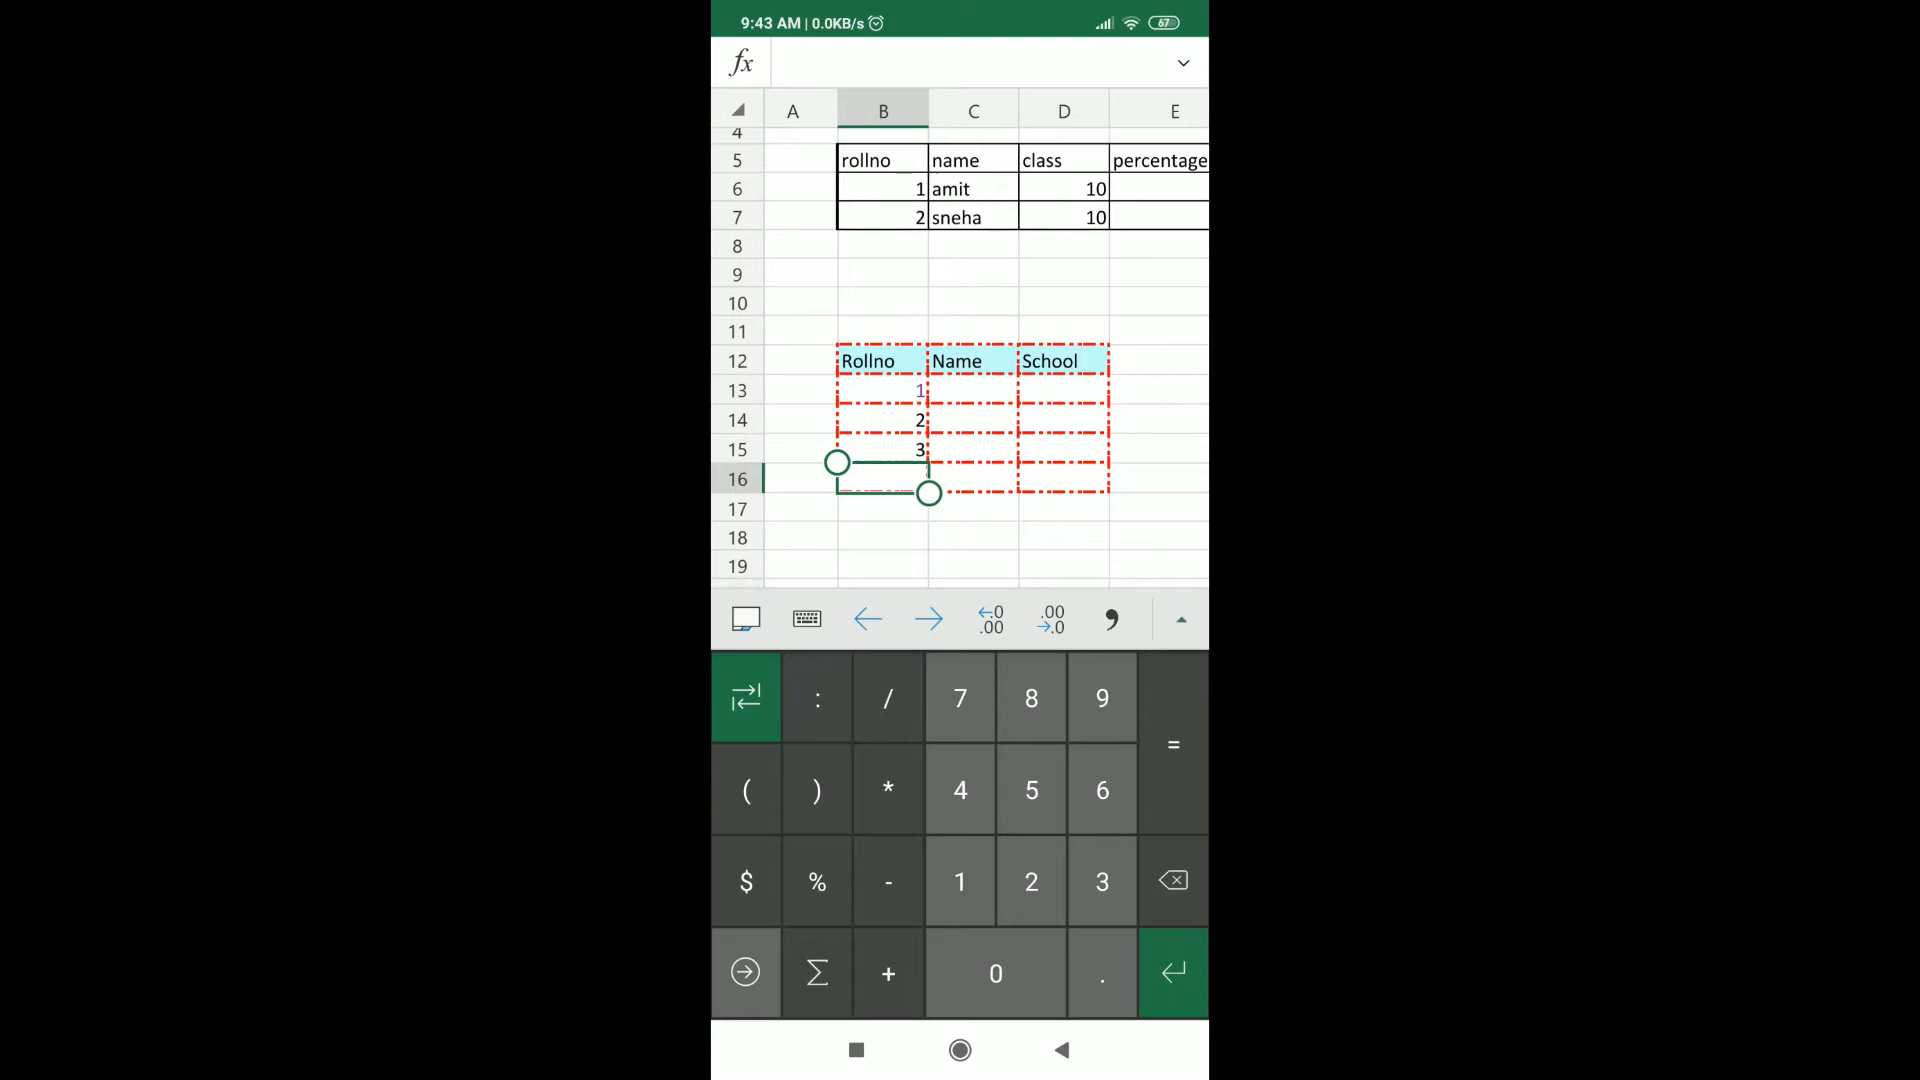 9:43 AM | 0.0KB/s
67
fx
A B C D E
4
5 rollno name class percentage
6 1 amit 10
7 2 sneha 10
8
9
10
11
12 Rollno Name School
13 1
14 2
15 3
16
17
18
19
←.0 .00 .00 →.0 ,
: / 7 8 9
=
( ) * 4 5 6
$ % - 1 2 3
Σ + 0 .